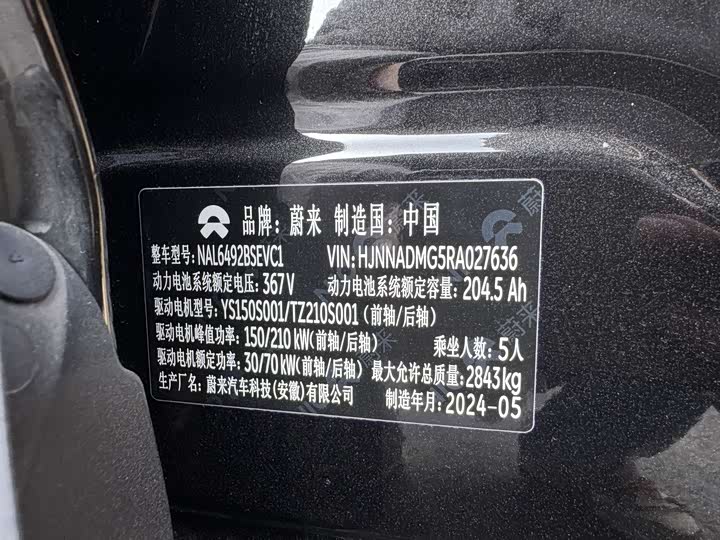 品牌: 蔚来 制造国: 中国
整车型号: NAL6492BSEVC1 VIN: HJNNADMG5RA027636
动力电池系统额定电压: 367V 动力电池系统额定容量: 204.5 Ah
驱动电机型号: YS150S001/TZ210S001 (前轴/后轴)
驱动电机峰值功率: 150/210 kW(前轴/后轴) 乘坐人数: 5人
驱动电机额定功率: 30/70 kW(前轴/后轴) 最大允许总质量: 2843kg
生产厂名: 蔚来汽车科技(安徽)有限公司 制造年月: 2024-05